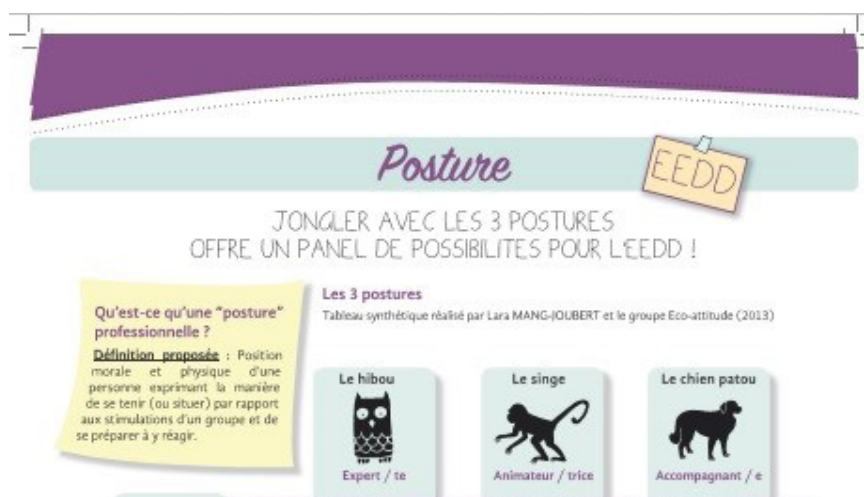 Posture
EEDD
JONGLER AVEC LES 3 POSTURES
OFFRE UN PANEL DE POSSIBILITES POUR L'EEDD !
Qu'est-ce qu'une "posture"
professionnelle ?
Définition proposée : Position
morale et physique d'une
personne exprimant la manière
de se tenir (ou situer) par rapport
aux stimulations d'un groupe et de
se préparer à y réagir.
Les 3 postures
Tableau synthétique réalisé par Lara MANG-JOUBERT et le groupe Eco-attitude (2013)
Le hibou
Expert / te
Le singe
Animateur / trice
Le chien patou
Accompagnant / e